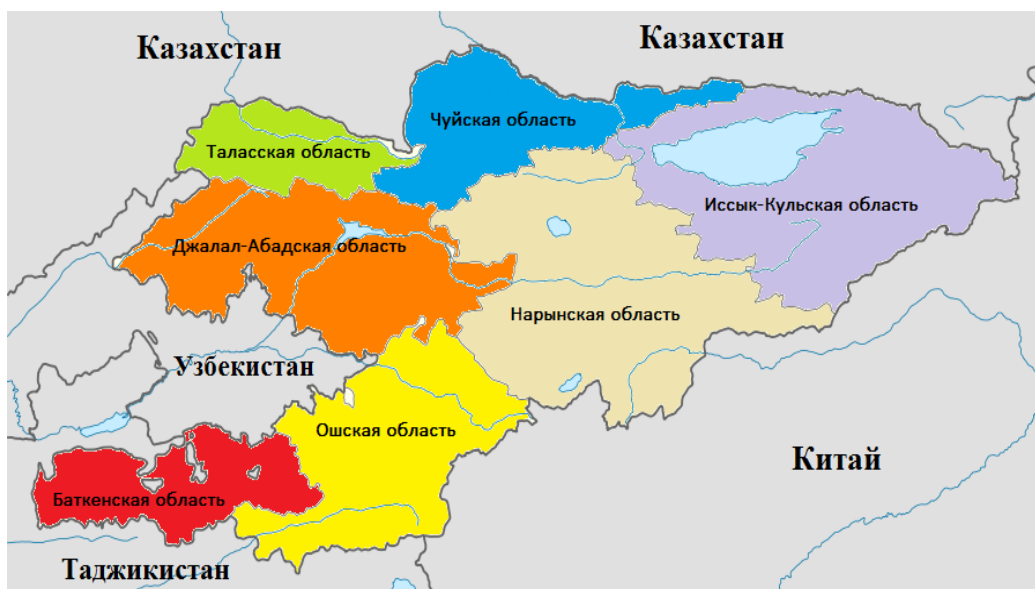 Казахстан
Казахстан
Чуйская область
Таласская область
Иссык-Кульская область
Джалал-Абадская область
Нарынская область
Узбекистан
Ошская область
Китай
Баткенская область
Таджикистан